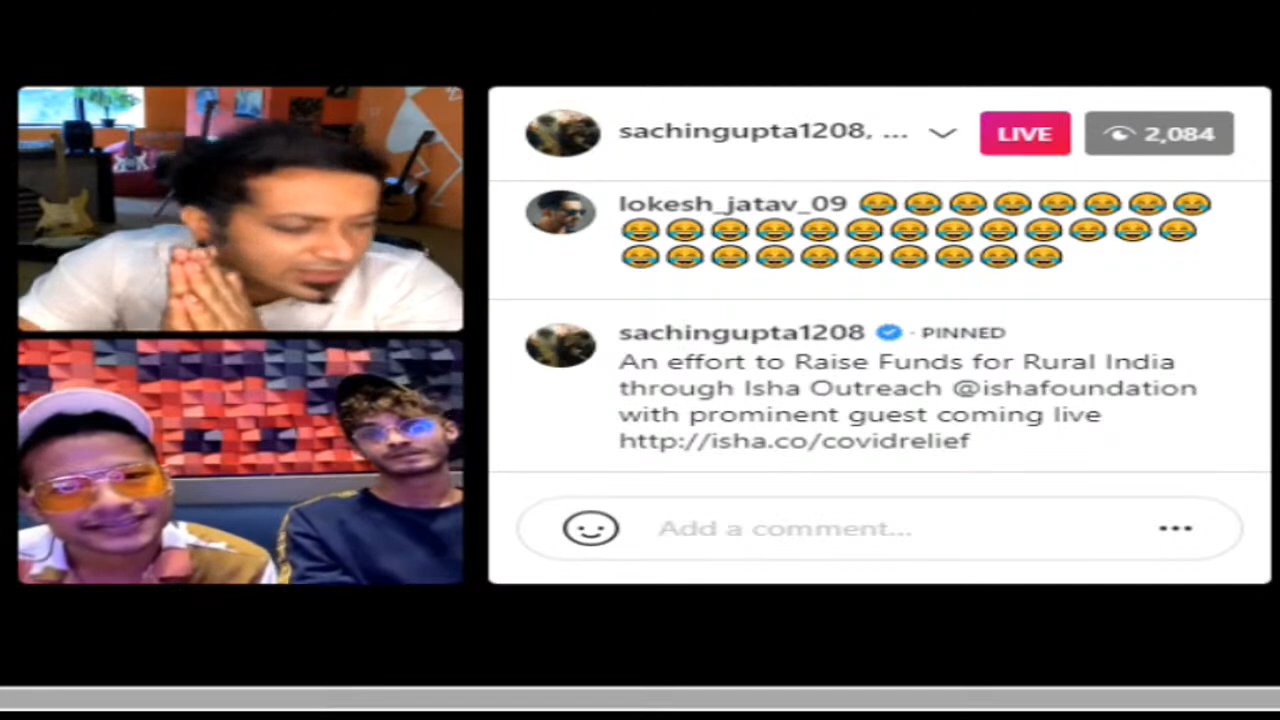 sachingupta1208, ...
LIVE
2,084
lokesh_jatav_09 😂😂😂😂😂😂😂😂
😂😂😂😂😂😂😂😂😂😂😂😂😂
😂😂😂😂😂😂😂😂😂😂
sachingupta1208 · PINNED
An effort to Raise Funds for Rural India
through Isha Outreach @ishafoundation
with prominent guest coming live
http://isha.co/covidrelief
Add a comment...